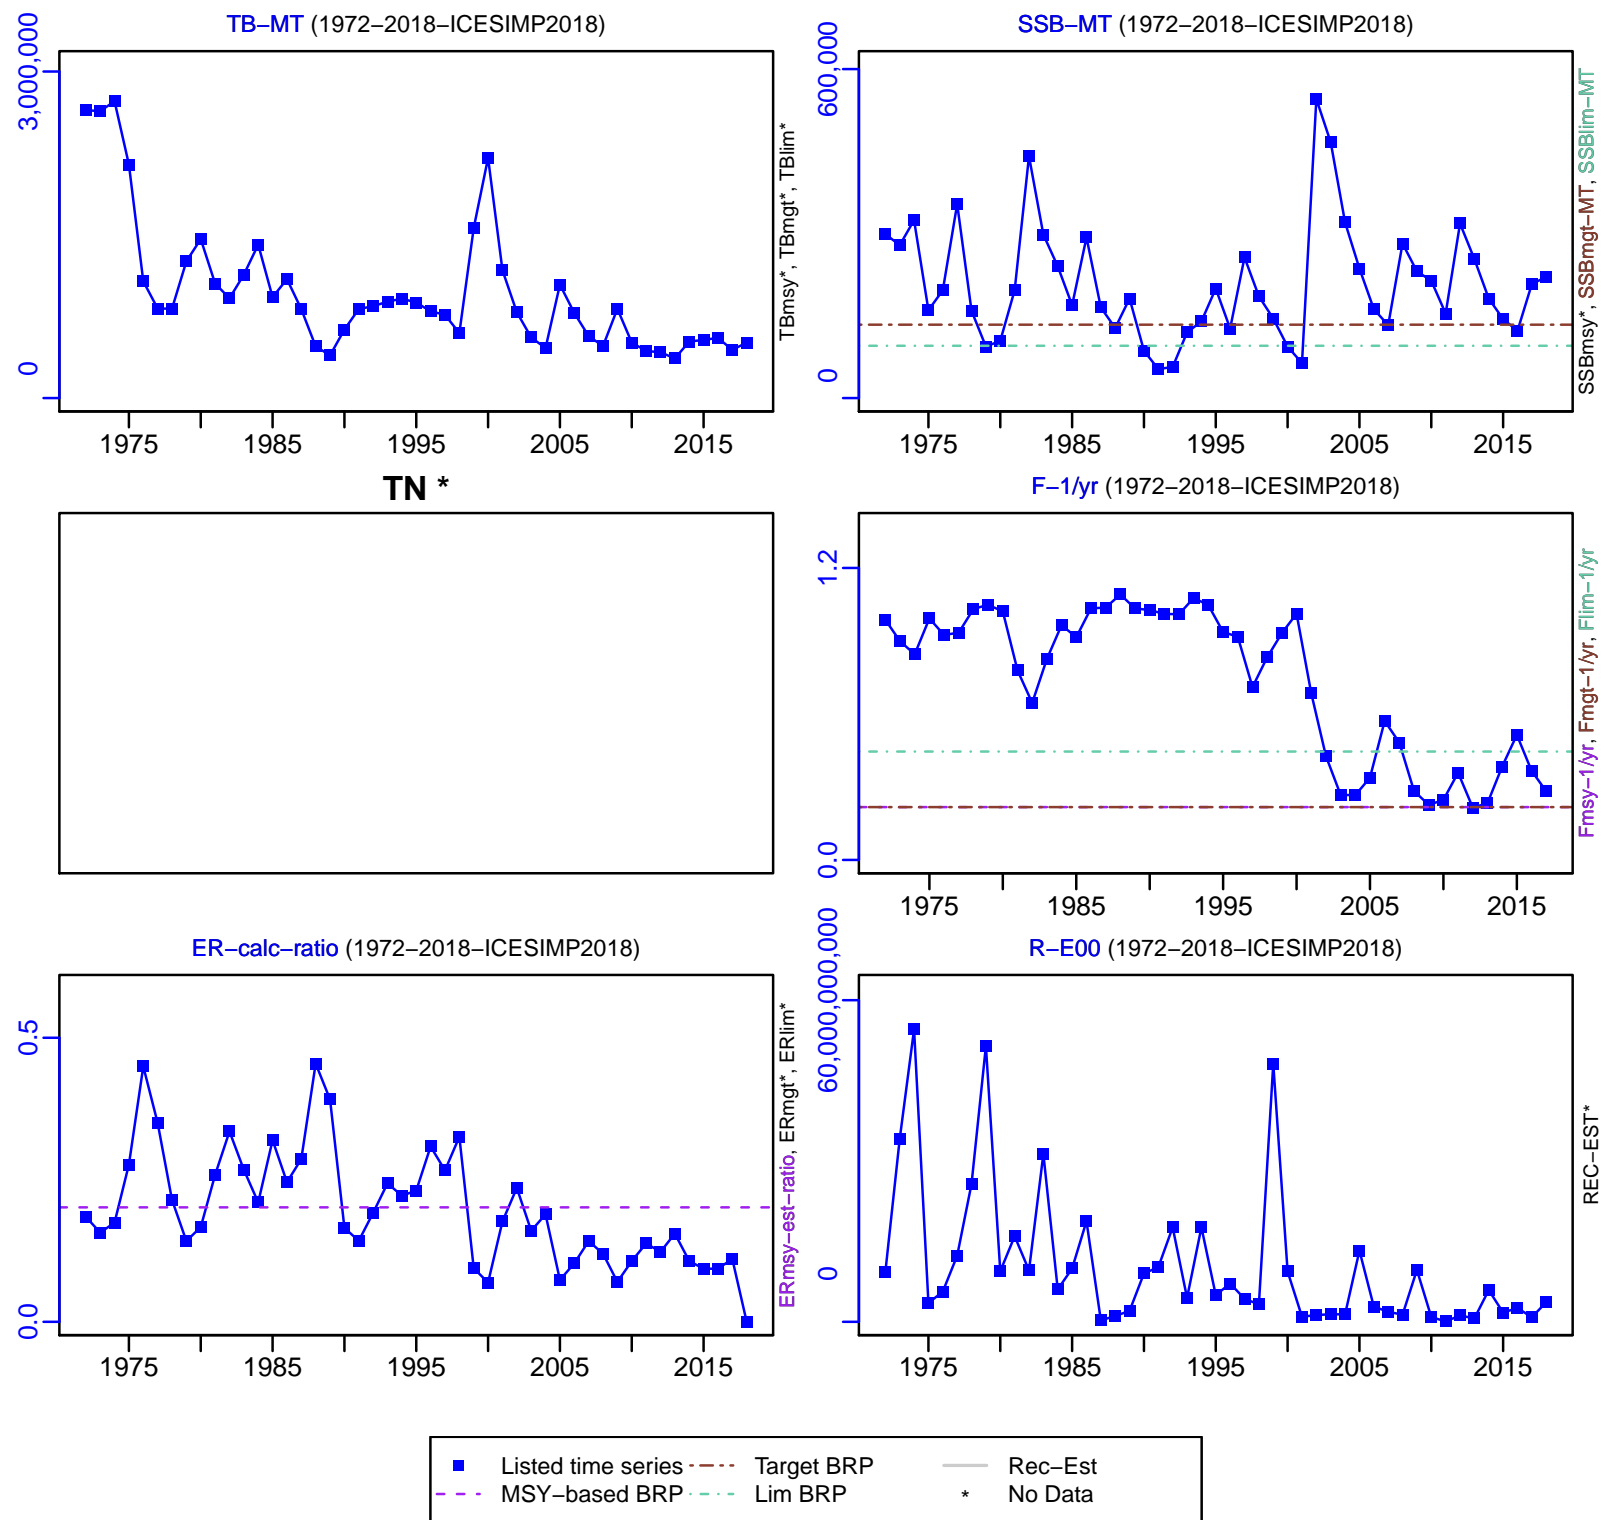 TB−MT (1972−2018−ICESIMP2018)
3,000,000
0
TBmsy*, TBmgt*, TBlim*
1975 1985 1995 2005 2015
SSB−MT (1972−2018−ICESIMP2018)
600,000
0
SSBmsy*, SSBmgt−MT, SSBlim−MT
1975 1985 1995 2005 2015
TN *
F−1/yr (1972−2018−ICESIMP2018)
1.2
0.0
Fmsy−1/yr, Fmgt−1/yr, Flim−1/yr
1975 1985 1995 2005 2015
ER−calc−ratio (1972−2018−ICESIMP2018)
0.5
0.0
ERmsy−est−ratio, ERmgt*, ERlim*
1975 1985 1995 2005 2015
R−E00 (1972−2018−ICESIMP2018)
60,000,000,000
0
REC−EST*
1975 1985 1995 2005 2015
Listed time series Target BRP Rec−Est
MSY−based BRP Lim BRP * No Data